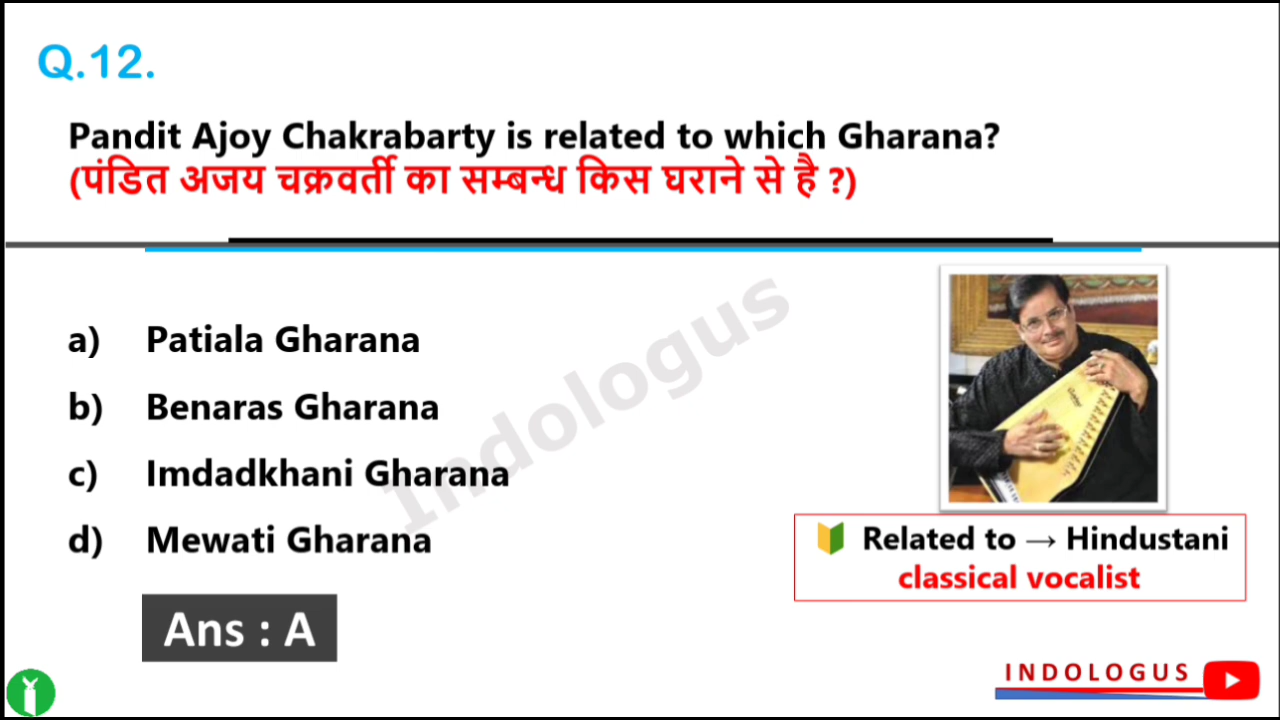 Q.12.
Pandit Ajoy Chakrabarty is related to which Gharana?
(पंडित अजय चक्रवर्ती का सम्बन्ध किस घराने से है ?)
a) Patiala Gharana
b) Benaras Gharana
c) Imdadkhani Gharana
d) Mewati Gharana
Indologus
🔰 Related to → Hindustani
classical vocalist
Ans : A
INDOLOGUS